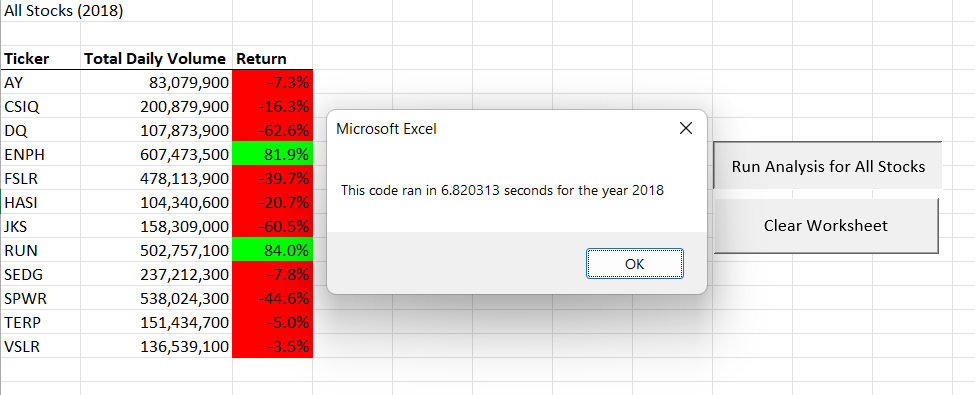 All Stocks (2018)
Ticker Total Daily Volume Return
AY 83,079,900 -7.3%
CSIQ 200,879,900 -16.3%
DQ 107,873,900 -62.6%
ENPH 607,473,500 81.9%
FSLR 478,113,900 -39.7%
HASI 104,340,600 -20.7%
JKS 158,309,000 -60.5%
RUN 502,757,100 84.0%
SEDG 237,212,300 -7.8%
SPWR 538,024,300 -44.6%
TERP 151,434,700 -5.0%
VSLR 136,539,100 -3.5%
Microsoft Excel
This code ran in 6.820313 seconds for the year 2018
OK
Run Analysis for All Stocks
Clear Worksheet